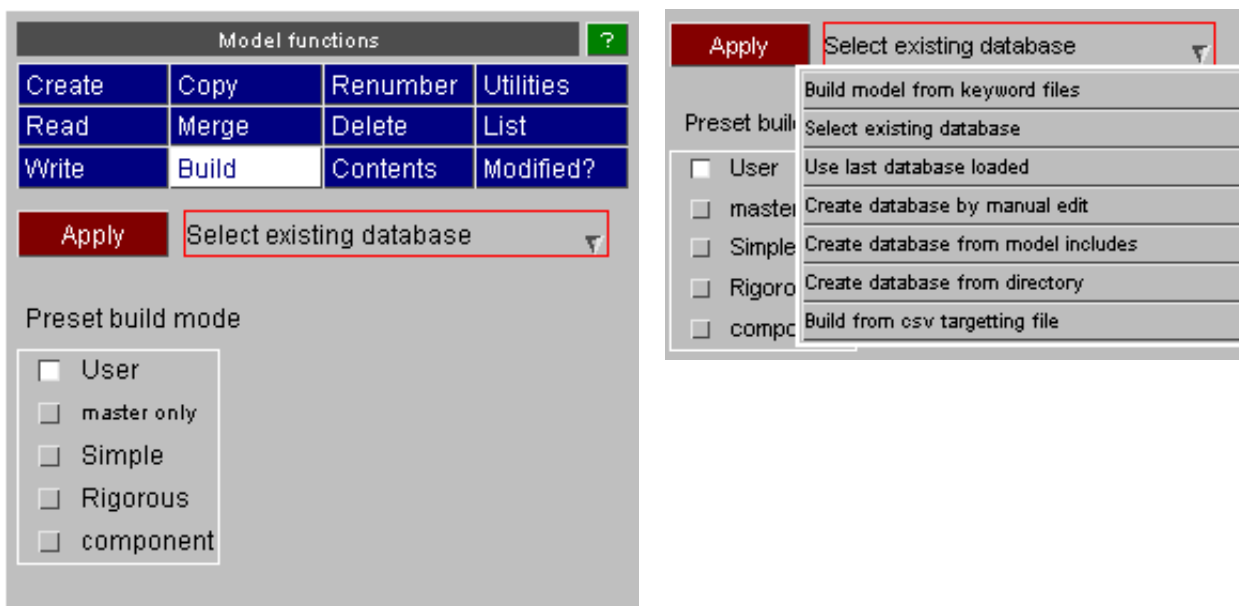 Model functions ?
Create Copy Renumber Utilities
Read Merge Delete List
Write Build Contents Modified?
Apply Select existing database
Preset build mode
User
master only
Simple
Rigorous
component
Apply Select existing database
Build model from keyword files
Preset buil Select existing database
User Use last database loaded
master Create database by manual edit
Simple Create database from model includes
Rigoro Create database from directory
compo Build from csv targetting file